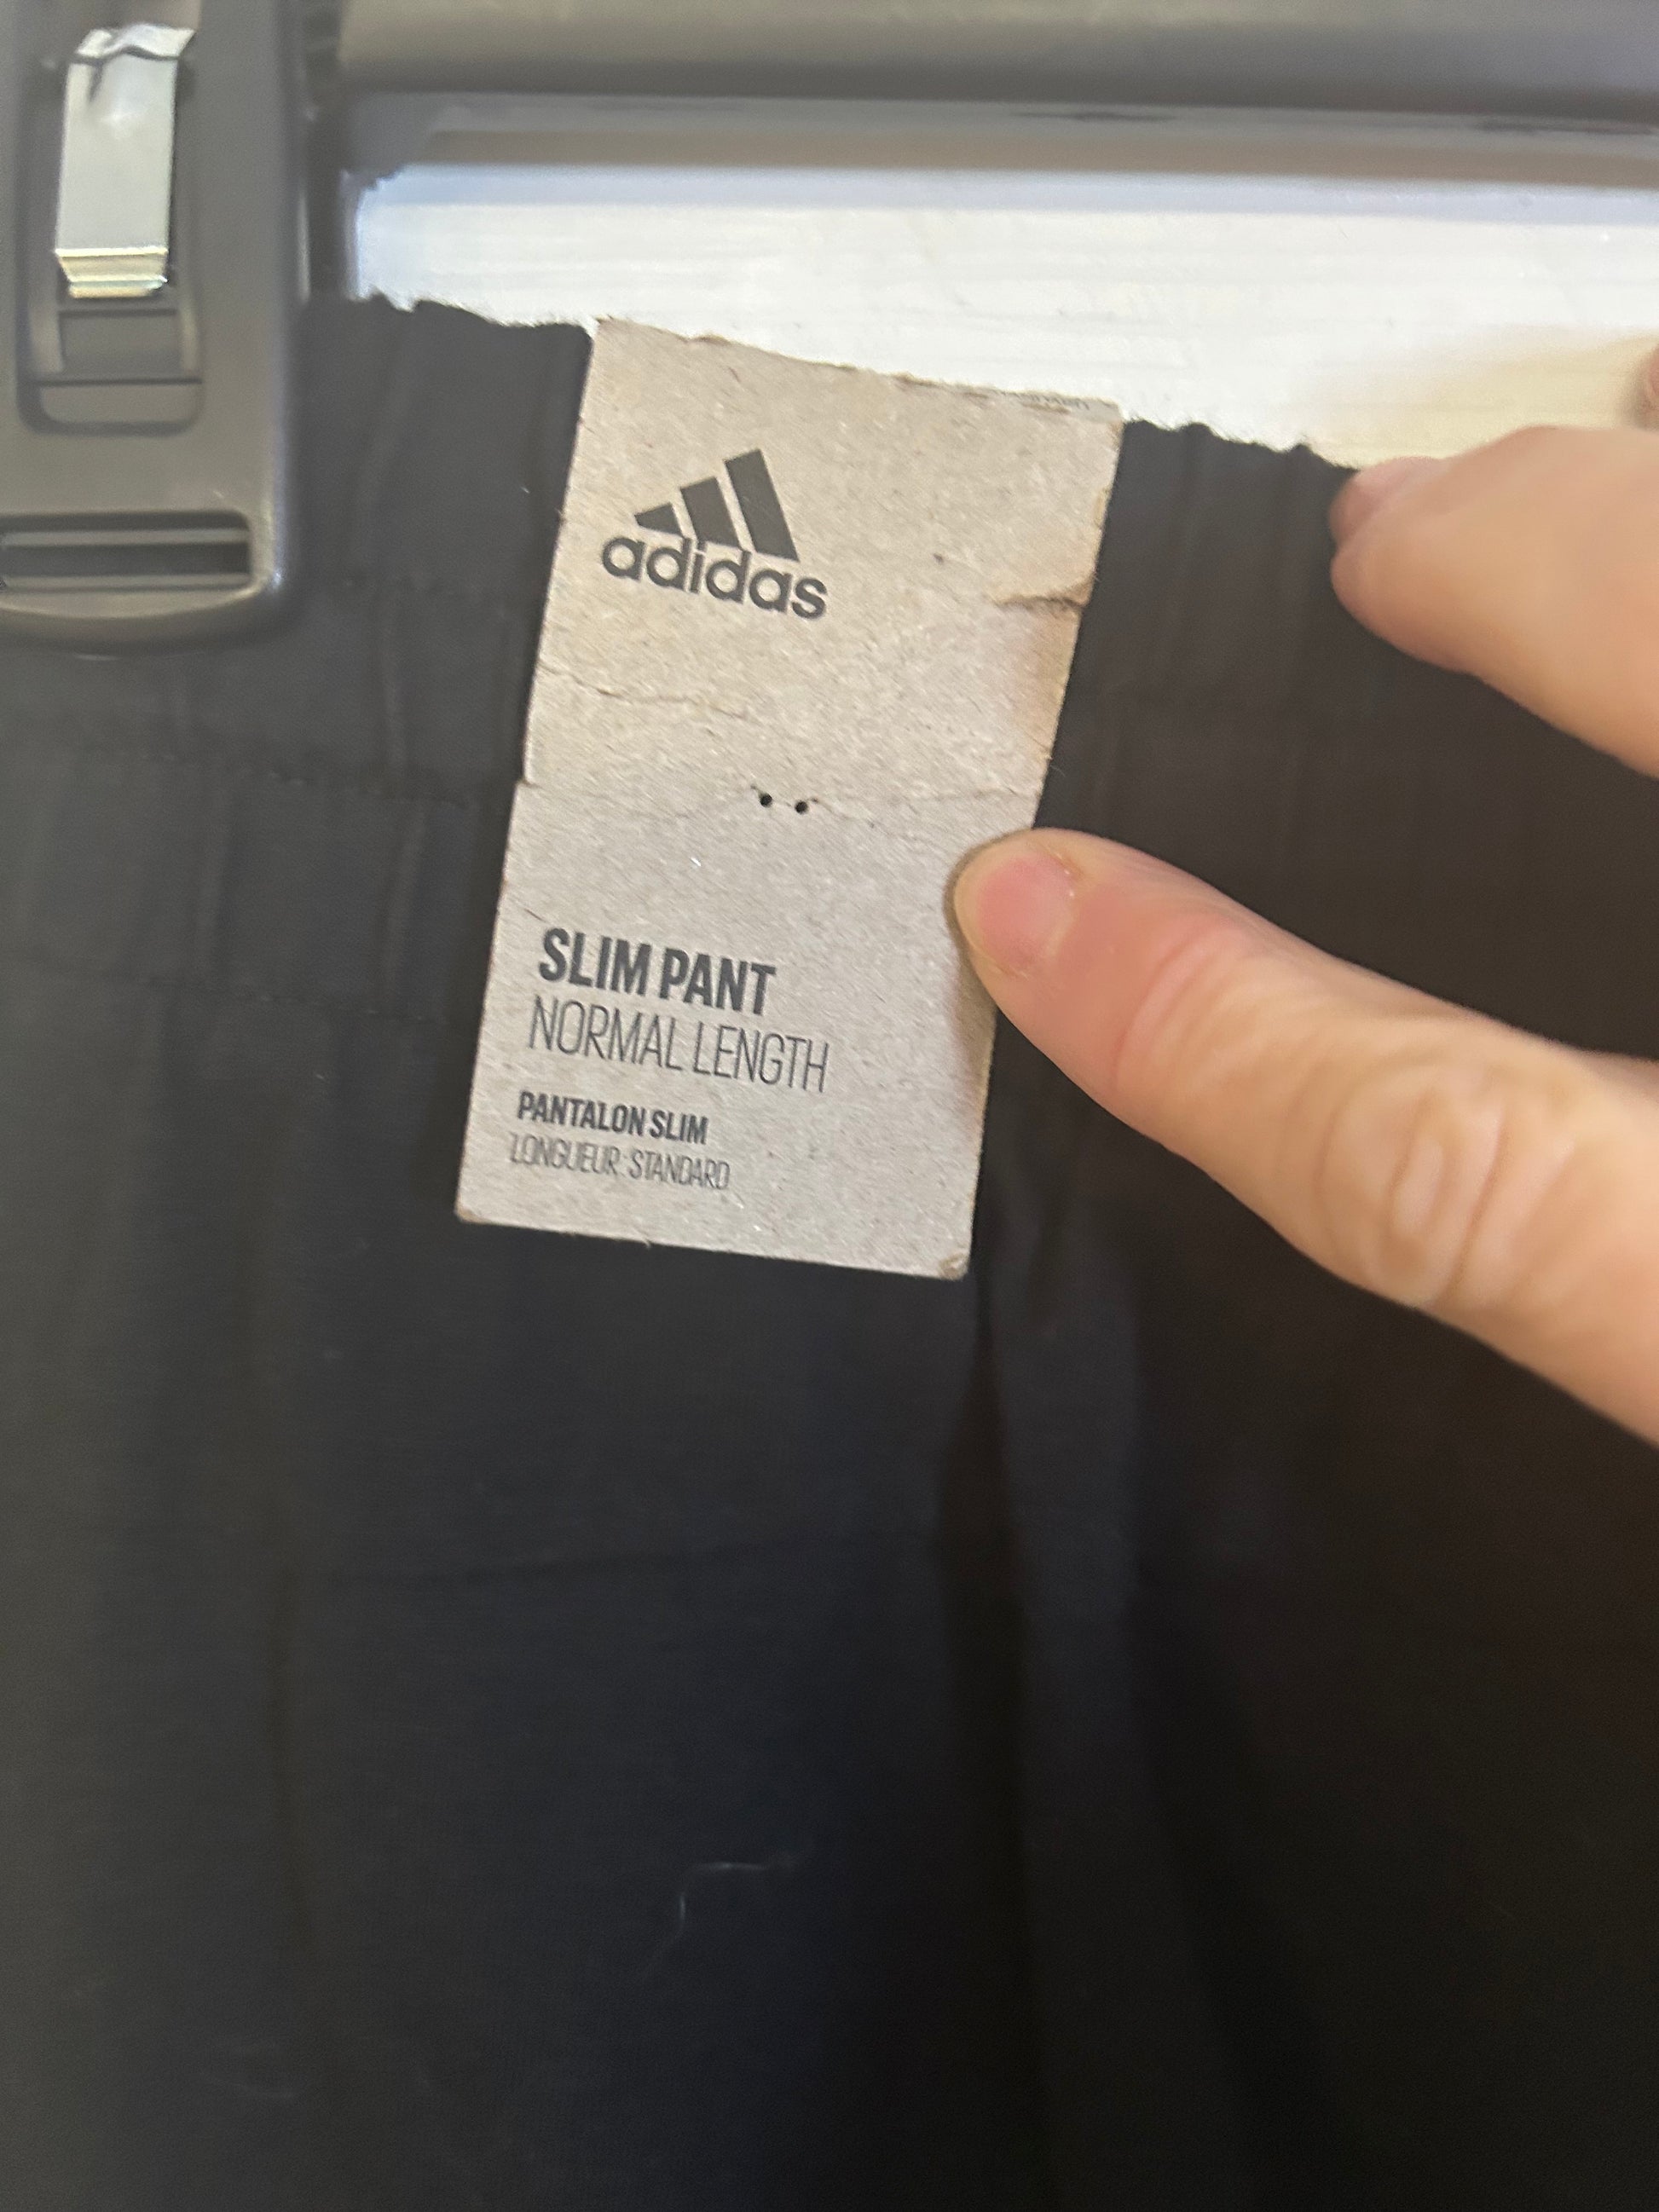 adidas
SLIM PANT
NORMAL LENGTH
PANTALON SLIM
LONGUEUR: STANDARD